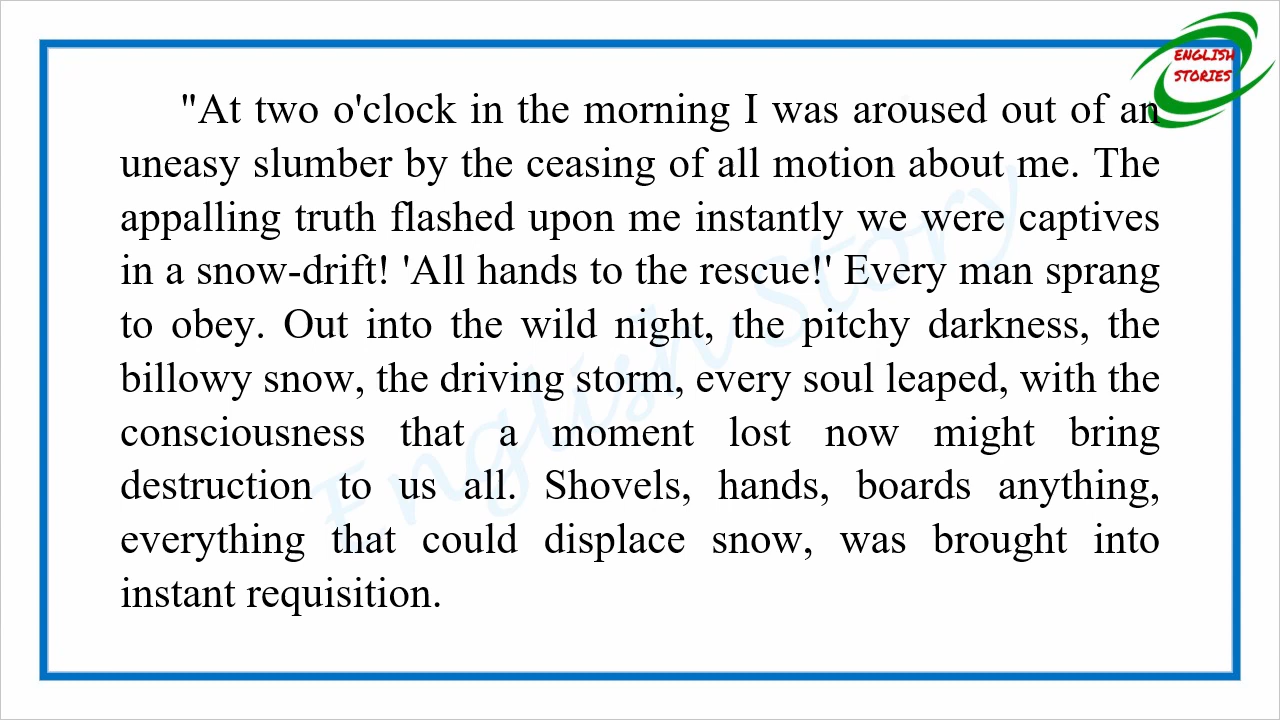 ENGLISH
STORIES
"At two o'clock in the morning I was aroused out of an
uneasy slumber by the ceasing of all motion about me. The
appalling truth flashed upon me instantly we were captives
in a snow-drift! 'All hands to the rescue!' Every man sprang
to obey. Out into the wild night, the pitchy darkness, the
billowy snow, the driving storm, every soul leaped, with the
consciousness that a moment lost now might bring
destruction to us all. Shovels, hands, boards anything,
everything that could displace snow, was brought into
instant requisition.
English Story